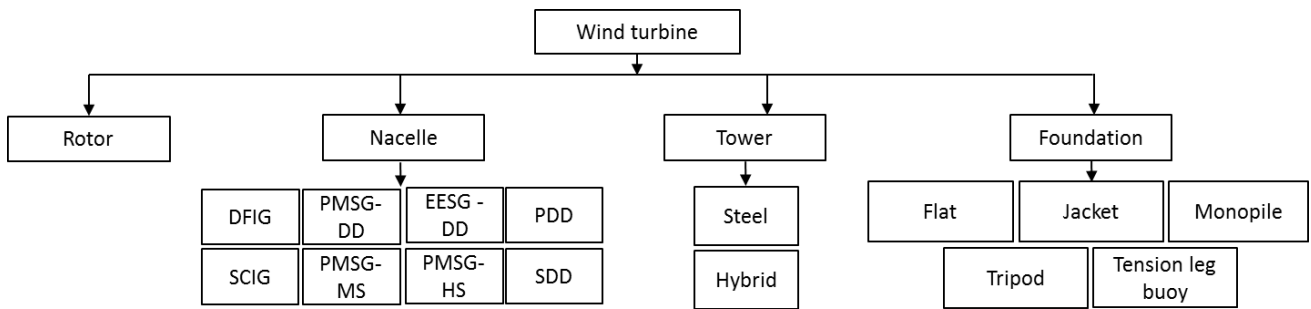 Wind turbine
Rotor
Nacelle
Tower
Foundation
DFIG
PMSG-
DD
EESG -
DD
PDD
SCIG
PMSG-
MS
PMSG-
HS
SDD
Steel
Hybrid
Flat
Jacket
Monopile
Tripod
Tension leg
buoy